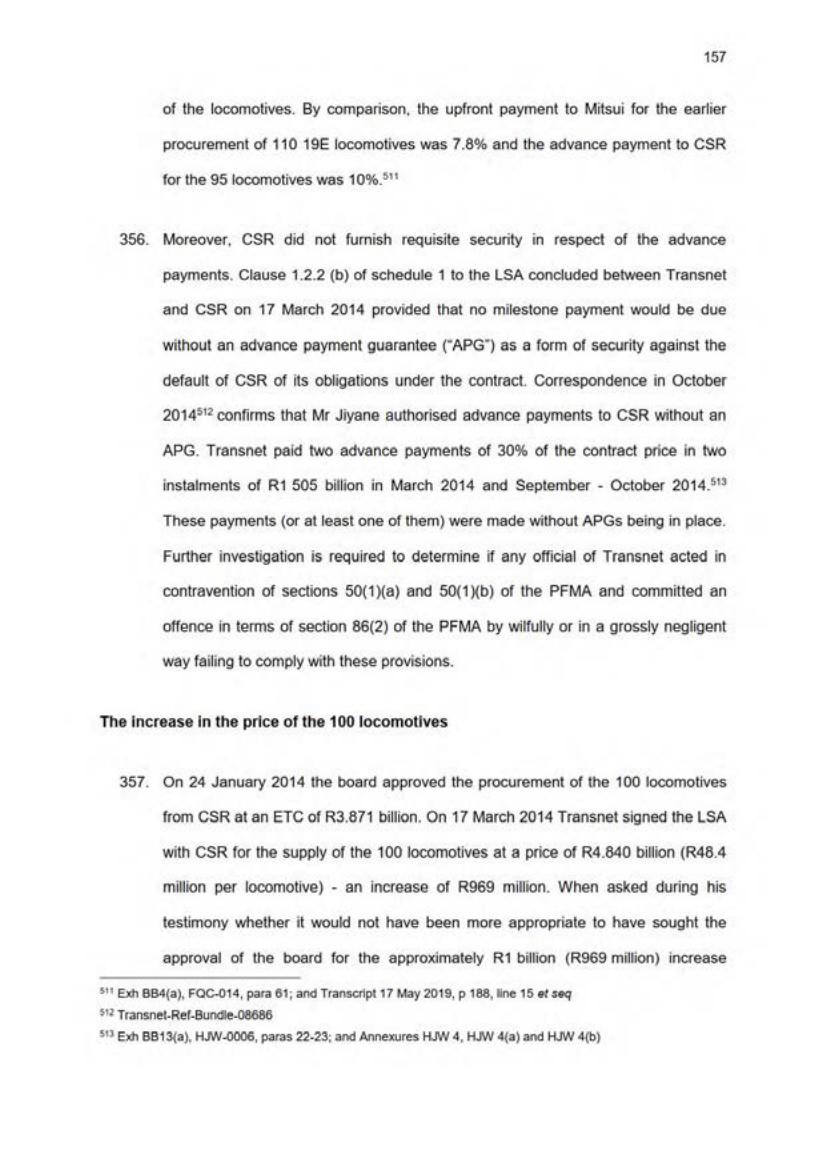 157
of the locomotives. By comparison, the upfront payment to Mitsui for the earlier
procurement of 110 19E locomotives was 7.8% and the advance payment to CSR
for the 95 locomotives was 10%.511
356. Moreover, CSR did not furnish requisite security in respect of the advance
payments. Clause 1.2.2 (b) of schedule 1 to the LSA concluded between Transnet
and CSR on 17 March 2014 provided that no milestone payment would be due
without an advance payment guarantee (“APG”) as a form of security against the
default of CSR of its obligations under the contract. Correspondence in October
2014512 confirms that Mr Jiyane authorised advance payments to CSR without an
APG. Transnet paid two advance payments of 30% of the contract price in two
instalments of R1 505 billion in March 2014 and September - October 2014.513
These payments (or at least one of them) were made without APGs being in place.
Further investigation is required to determine if any official of Transnet acted in
contravention of sections 50(1)(a) and 50(1)(b) of the PFMA and committed an
offence in terms of section 86(2) of the PFMA by wilfully or in a grossly negligent
way failing to comply with these provisions.
The increase in the price of the 100 locomotives
357. On 24 January 2014 the board approved the procurement of the 100 locomotives
from CSR at an ETC of R3.871 billion. On 17 March 2014 Transnet signed the LSA
with CSR for the supply of the 100 locomotives at a price of R4.840 billion (R48.4
million per locomotive) - an increase of R969 million. When asked during his
testimony whether it would not have been more appropriate to have sought the
approval of the board for the approximately R1 billion (R969 million) increase
511 Exh BB4(a), FQC-014, para 61; and Transcript 17 May 2019, p 188, line 15 et seq
512 Transnet-Ref-Bundle-08686
513 Exh BB13(a), HJW-0006, paras 22-23; and Annexures HJW 4, HJW 4(a) and HJW 4(b)